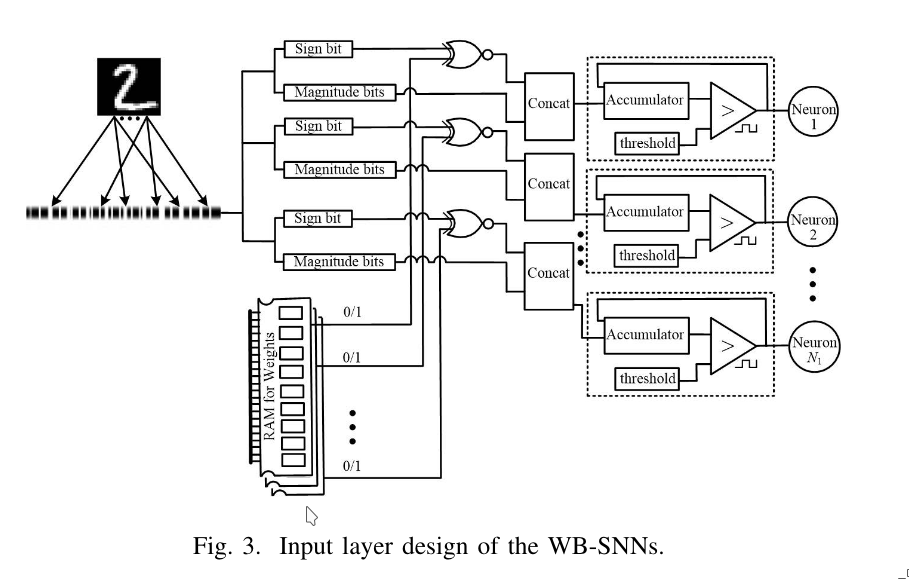 2
Sign bit
Magnitude bits
Sign bit
Magnitude bits
Sign bit
Magnitude bits
Concat
Concat
Concat
Accumulator
>
threshold
Neuron
1
Accumulator
>
threshold
Neuron
2
Accumulator
>
threshold
Neuron
N₁
RAM for Weights
0/1
0/1
0/1
Fig. 3. Input layer design of the WB-SNNs.